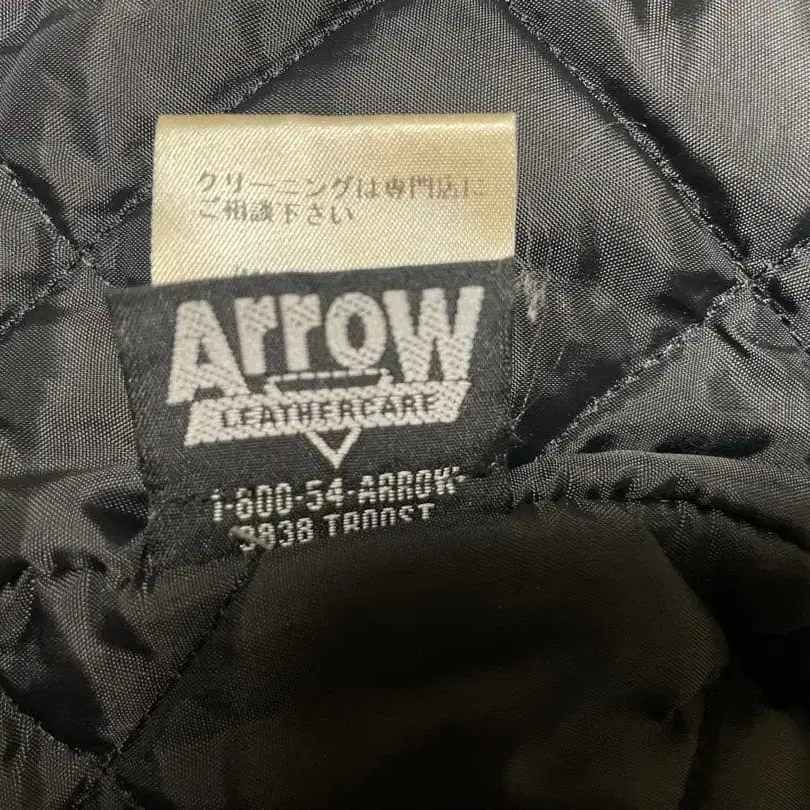 クリーニングは専門店に
ご相談下さい
Arrow
LEATHERCARE
1-800-54-ARROW-
3838 TROOST